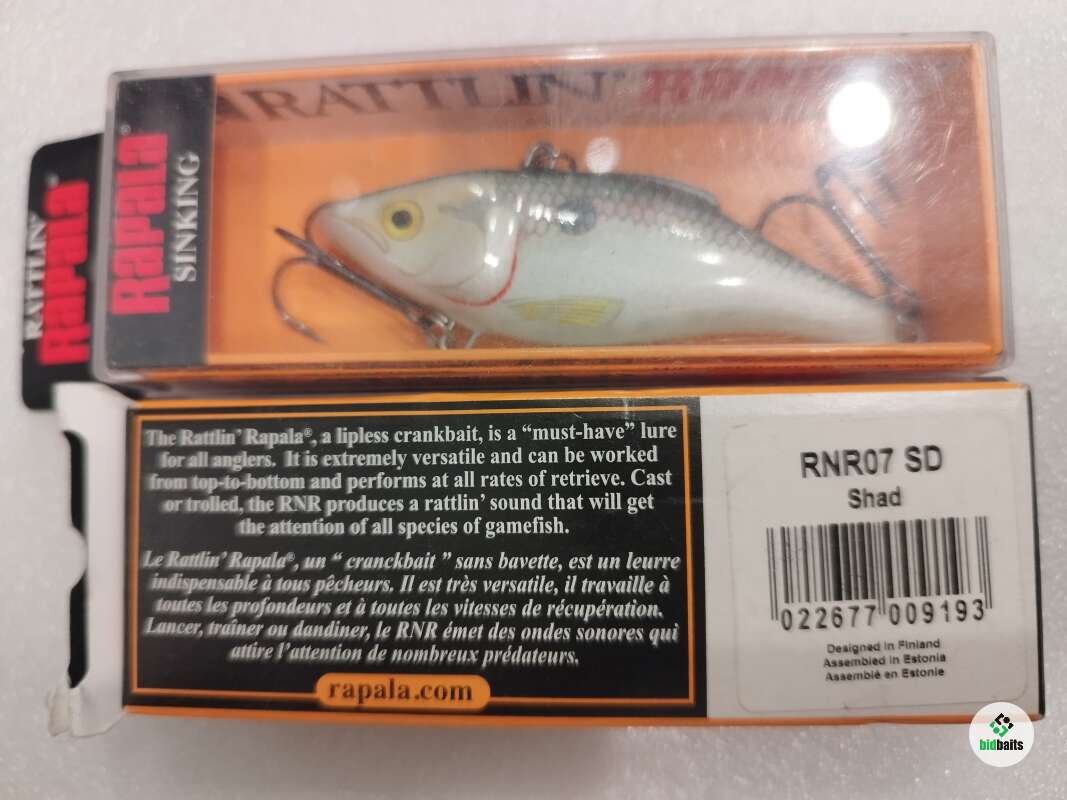 RATTLIN'
Rapala®
Rapala®
SINKING
RATTLIN'
The Rattlin' Rapala®, a lipless crankbait, is a “must-have” lure
for all anglers. It is extremely versatile and can be worked
from top-to-bottom and performs at all rates of retrieve. Cast
or trolled, the RNR produces a rattlin' sound that will get
the attention of all species of gamefish.
Le Rattlin' Rapala®, un “ cranckbait ” sans bavette, est un leurre
indispensable à tous pêcheurs. Il est très versatile, il travaille à
toutes les profondeurs et à toutes les vitesses de récupération.
Lancer, traîner ou dandiner, le RNR émet des ondes sonores qui
attire l'attention de nombreux prédateurs.
rapala.com
RNR07 SD
Shad
022677 009193
Designed in Finland
Assembled in Estonia
Assemblé en Estonie
bidbaits